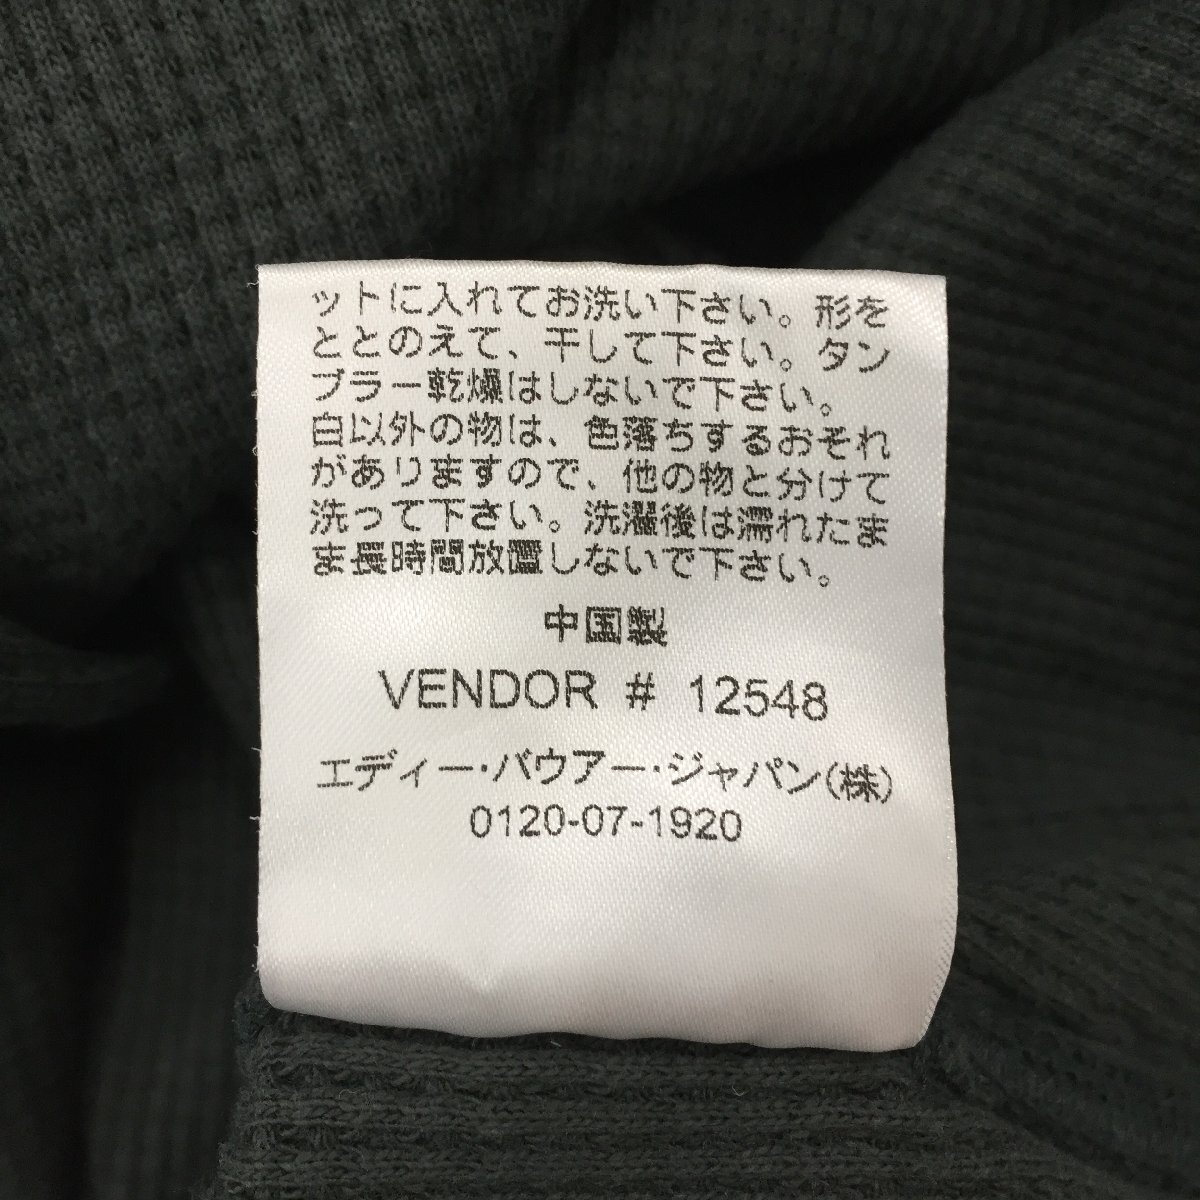 ットに入れてお洗い下さい。形を
ととのえて、干して下さい。タン
ブラー乾燥はしないで下さい。
白以外の物は、色落ちするおそれ
がありますので、他の物と分けて
洗って下さい。洗濯後は濡れたま
ま長時間放置しないで下さい。
中国製
VENDOR # 12548
エディー・バウアー・ジャパン(株)
0120-07-1920